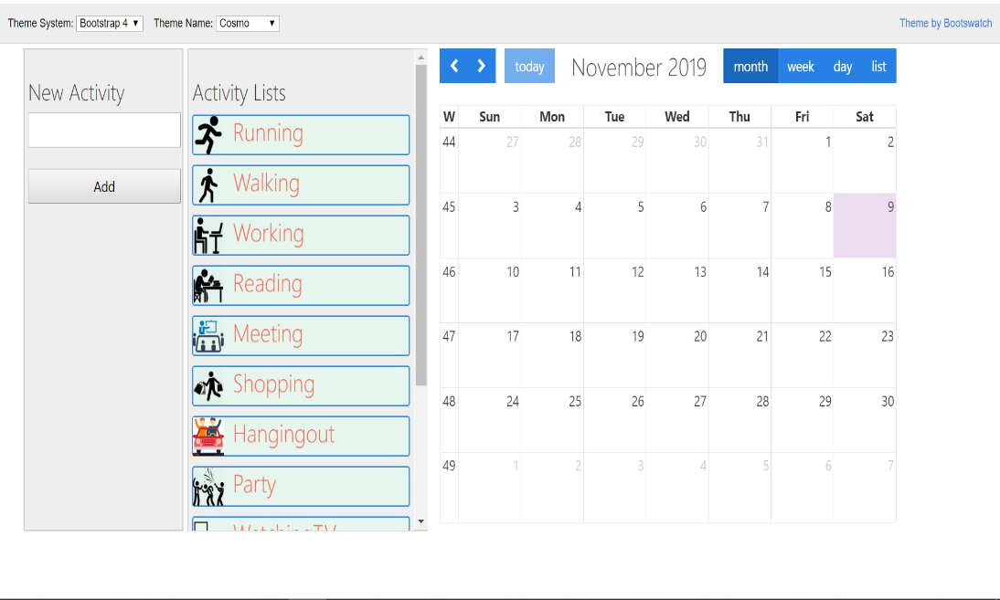 Theme System: Bootstrap 4 Theme Name: Cosmo Theme by Bootswatch
New Activity
Add
Activity Lists
Running
Walking
Working
Reading
Meeting
Shopping
Hangingout
Party
WatchingTV
today November 2019 month week day list
W Sun Mon Tue Wed Thu Fri Sat
44 27 28 29 30 31 1 2
45 3 4 5 6 7 8 9
46 10 11 12 13 14 15 16
47 17 18 19 20 21 22 23
48 24 25 26 27 28 29 30
49 1 2 3 4 5 6 7